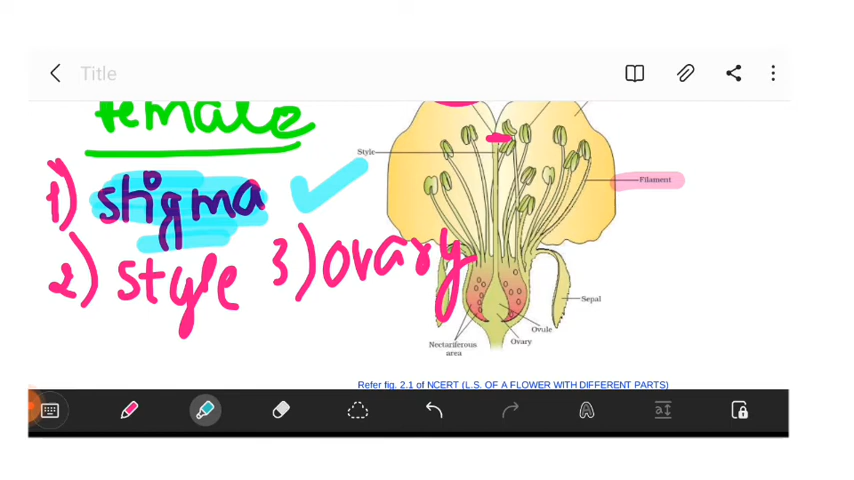 Title
female
Style
1) stigma
Filament
2) style 3) ovary
Sepal
Ovule
Nectariferous area
Ovary
Refer fig. 2.1 of NCERT (L.S. OF A FLOWER WITH DIFFERENT PARTS)